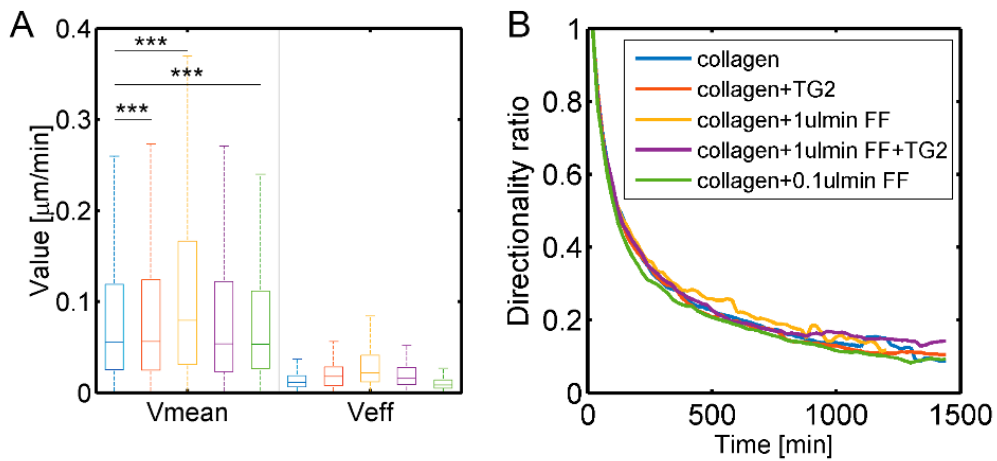 A
Value [μm/min]
0.4
0.3
0.2
0.1
0
***
***
***
Vmean
Veff
B
Directionality ratio
1
0.8
0.6
0.4
0.2
0
collagen
collagen+TG2
collagen+1ulmin FF
collagen+1ulmin FF+TG2
collagen+0.1ulmin FF
0
500
1000
1500
Time [min]